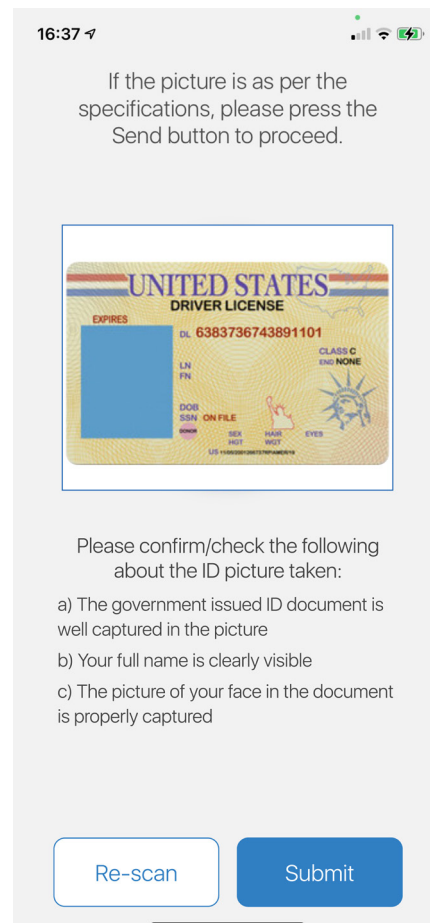 16:37
If the picture is as per the
specifications, please press the
Send button to proceed.
UNITED STATES
DRIVER LICENSE
EXPIRES
DL 6383736743891101
CLASS C
END NONE
LN
FN
DOB
SSN ON FILE
DONOR
SEX HAIR EYES
HGT WGT
US
Please confirm/check the following
about the ID picture taken:
a) The government issued ID document is
well captured in the picture
b) Your full name is clearly visible
c) The picture of your face in the document
is properly captured
Re-scan
Submit